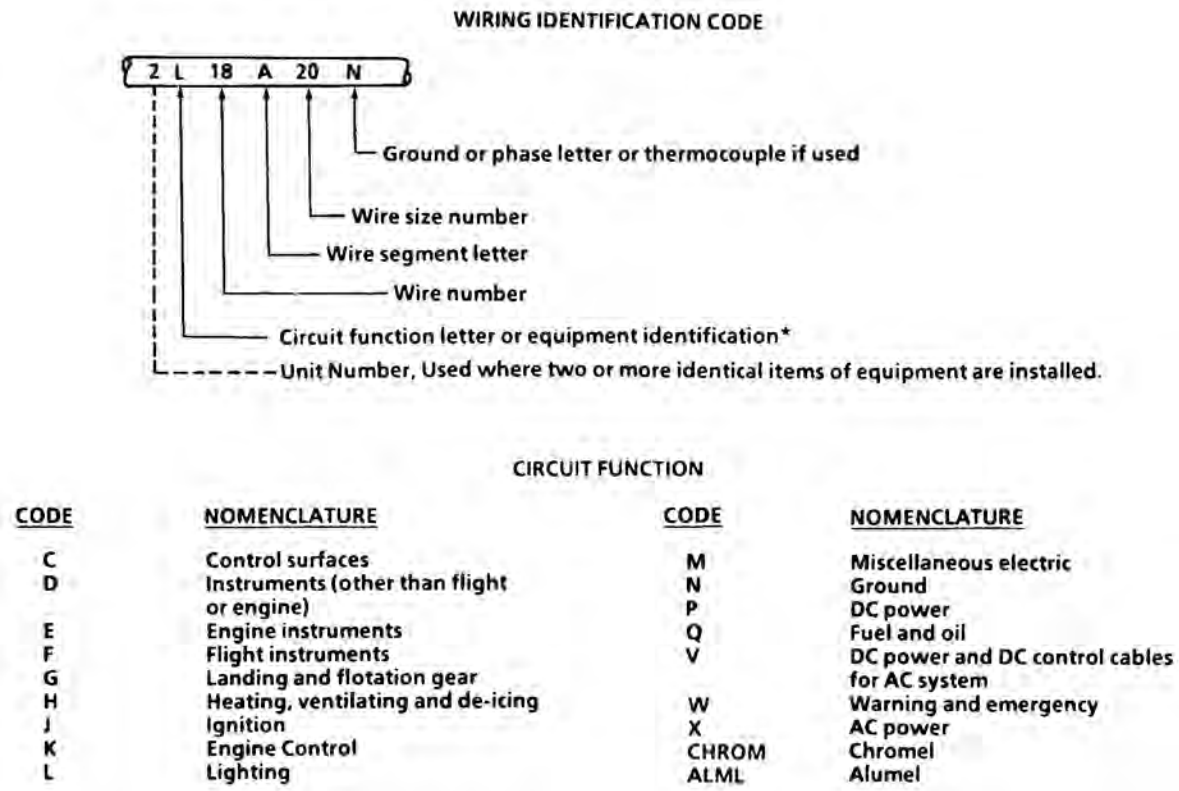 WIRING IDENTIFICATION CODE
2 L 18 A 20 N
Ground or phase letter or thermocouple if used
Wire size number
Wire segment letter
Wire number
Circuit function letter or equipment identification*
Unit Number, Used where two or more identical items of equipment are installed.
CIRCUIT FUNCTION
CODE NOMENCLATURE
C Control surfaces
D Instruments (other than flight
or engine)
E Engine instruments
F Flight instruments
G Landing and flotation gear
H Heating, ventilating and de-icing
J Ignition
K Engine Control
L Lighting
CODE NOMENCLATURE
M Miscellaneous electric
N Ground
P DC power
Q Fuel and oil
V DC power and DC control cables
for AC system
W Warning and emergency
X AC power
CHROM Chromel
ALML Alumel